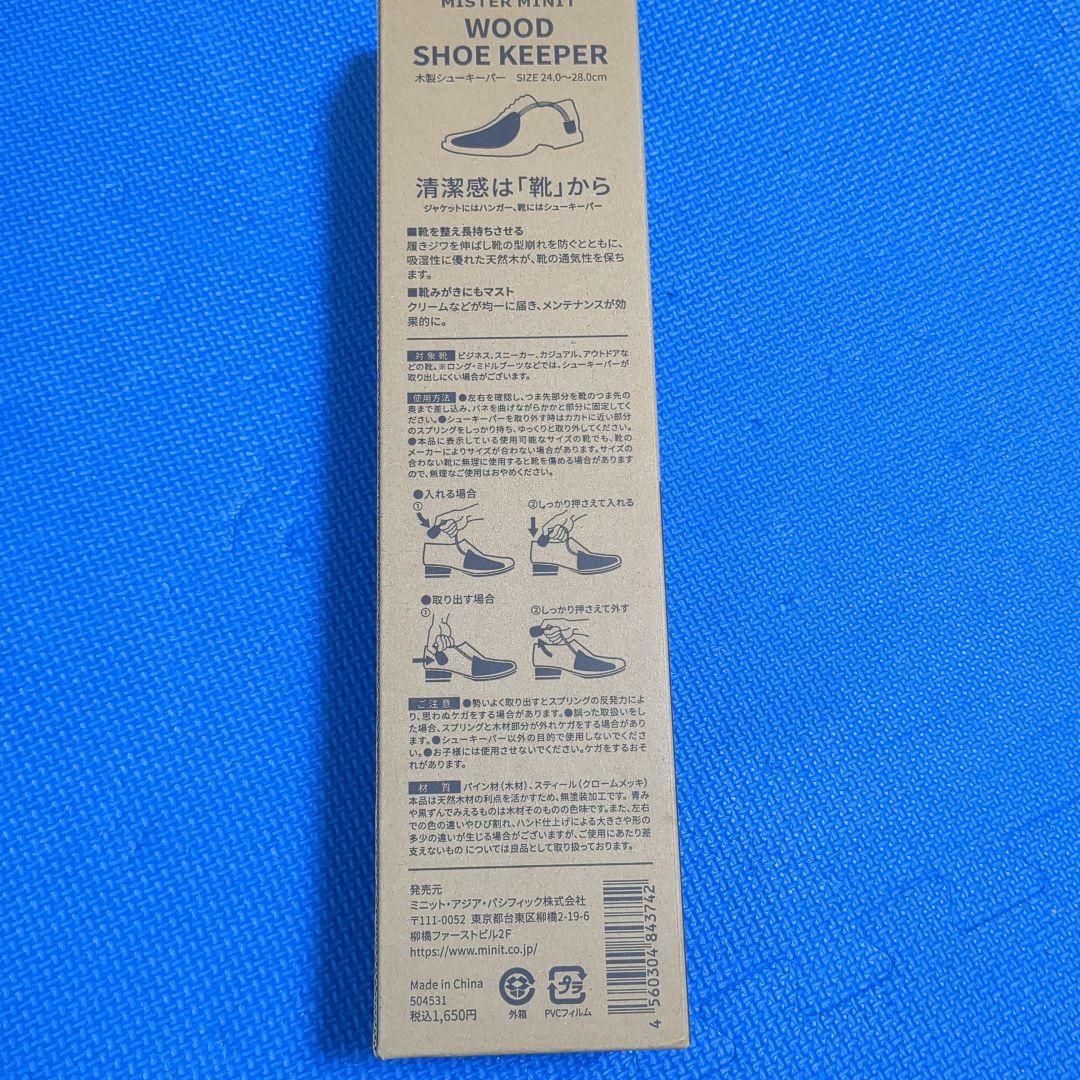 MISTER MINIT
WOOD
SHOE KEEPER
木製シューキーパー SIZE 24.0～28.0cm
清潔感は「靴」から
ジャケットにはハンガー、靴にはシューキーパー
■靴を整え長持ちさせる
履きジワを伸ばし靴の型崩れを防ぐとともに、
吸湿性に優れた天然木が、靴の通気性を保ち
ます。
■靴みがきにもマスト
クリームなどが均一に届き、メンテナンスが効
果的に。
対象靴 ビジネス、スニーカー、カジュアル、アウトドアな
どの靴。※ロング・ミドルブーツなどでは、シューキーパーが
取り出しにくい場合がございます。
使用方法 ●左右を確認し、つま先部分を靴のつま先の
奥まで差し込み、バネを曲げながらかかと部分に固定してく
ださい。●シューキーパーを取り外す時はカカトに近い部分
のスプリングをしっかり持ち、ゆっくりと取り外してください。
●本品に表示している使用可能なサイズの靴でも、靴の
メーカーによりサイズが合わない場合があります。サイズの
合わない靴に無理に使用すると靴を傷める場合があります
ので、無理なご使用はおやめください。
●入れる場合
① ②しっかり押さえて入れる
●取り出す場合
① ②しっかり押さえて外す
ご注意 ●勢いよく取り出すとスプリングの反発力によ
り、思わぬケガをする場合があります。●誤った取扱いをし
た場合、スプリングと木材部分が外れケガをする場合があり
ます。●シューキーパー以外の目的で使用しないでくださ
い。●お子様には使用させないでください。ケガをするおそ
れがあります。
材質 パイン材（木材）、スティール（クロームメッキ）
本品は天然木材の利点を活かすため、無塗装加工です。青み
や黒ずんでみえるものは木材そのものの色味です。また、左右
での色の違いやひび割れ、ハンド仕上げによる大きさや形の
多少の違いが生じる場合がございますが、ご使用にあたり差
支えないものについては良品として取り扱っております。
発売元
ミニット・アジア・パシフィック株式会社
〒111-0052 東京都台東区柳橋2-19-6
柳橋ファーストビル2F
https://www.minit.co.jp/
Made in China
504531
税込1,650円
外箱
プラ
PVCフィルム
4 560304 843742